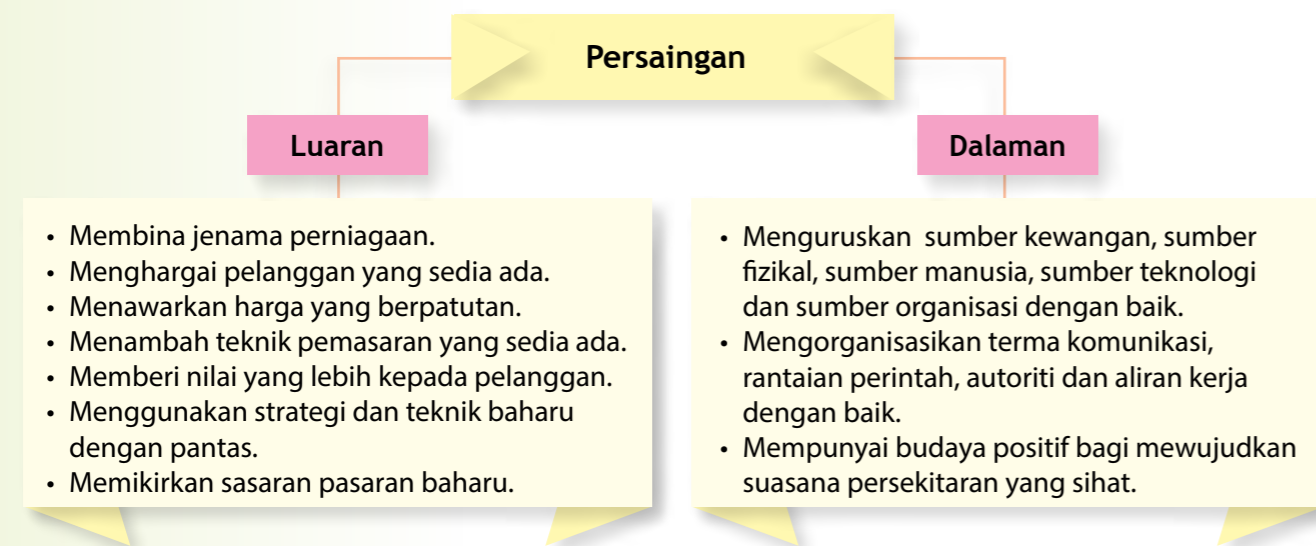 Persaingan
Luaran
• Membina jenama perniagaan.
• Menghargai pelanggan yang sedia ada.
• Menawarkan harga yang berpatutan.
• Menambah teknik pemasaran yang sedia ada.
• Memberi nilai yang lebih kepada pelanggan.
• Menggunakan strategi dan teknik baharu
dengan pantas.
• Memikirkan sasaran pasaran baharu.
Dalaman
• Menguruskan sumber kewangan, sumber
fizikal, sumber manusia, sumber teknologi
dan sumber organisasi dengan baik.
• Mengorganisasikan terma komunikasi,
rantaian perintah, autoriti dan aliran kerja
dengan baik.
• Mempunyai budaya positif bagi mewujudkan
suasana persekitaran yang sihat.